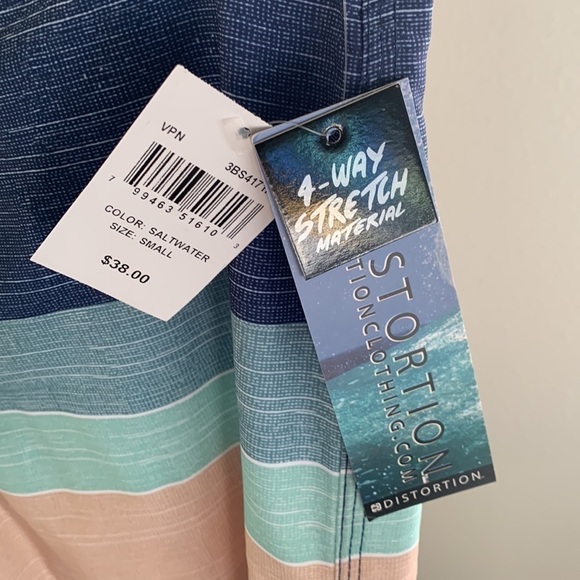 VPN
3BS417
7 99463 51610 3
COLOR: SALTWATER
SIZE: SMALL
$38.00
4-WAY
STRETCH
MATERIAL
STORTION
TIONCLOTHING.COM
DISTORTION